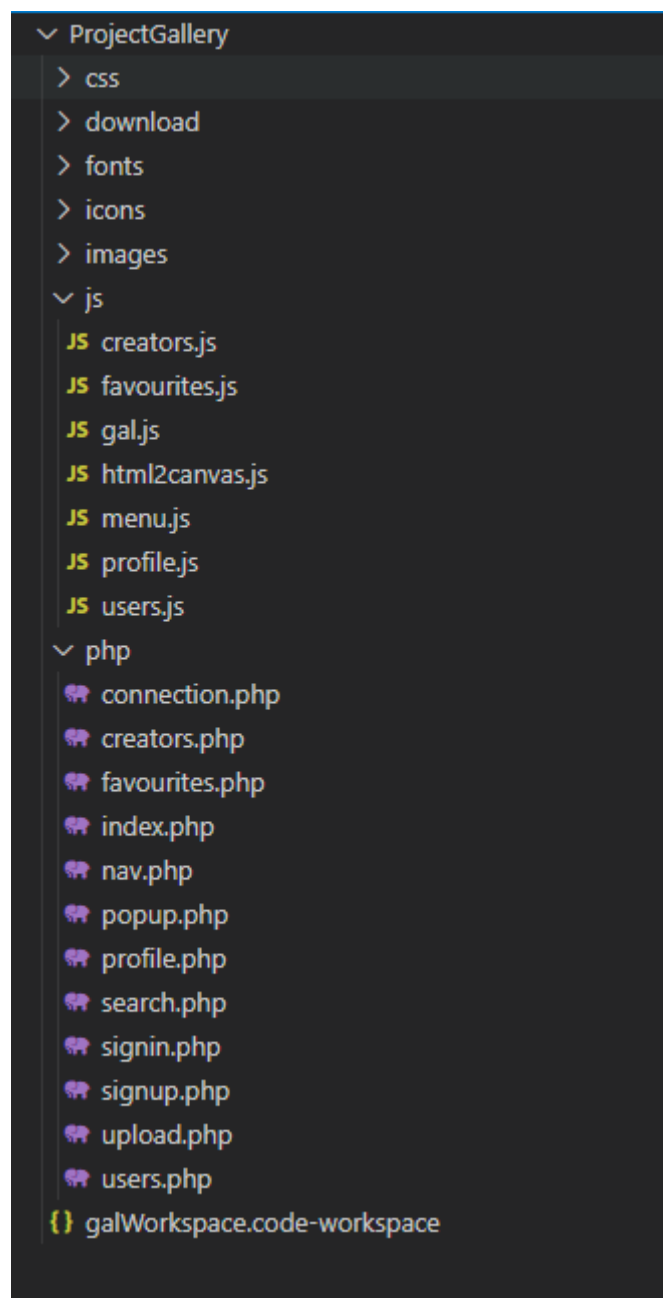 ProjectGallery
css
download
fonts
icons
images
js
JS creators.js
JS favourites.js
JS gal.js
JS html2canvas.js
JS menu.js
JS profile.js
JS users.js
php
connection.php
creators.php
favourites.php
index.php
nav.php
popup.php
profile.php
search.php
signin.php
signup.php
upload.php
users.php
{} galWorkspace.code-workspace